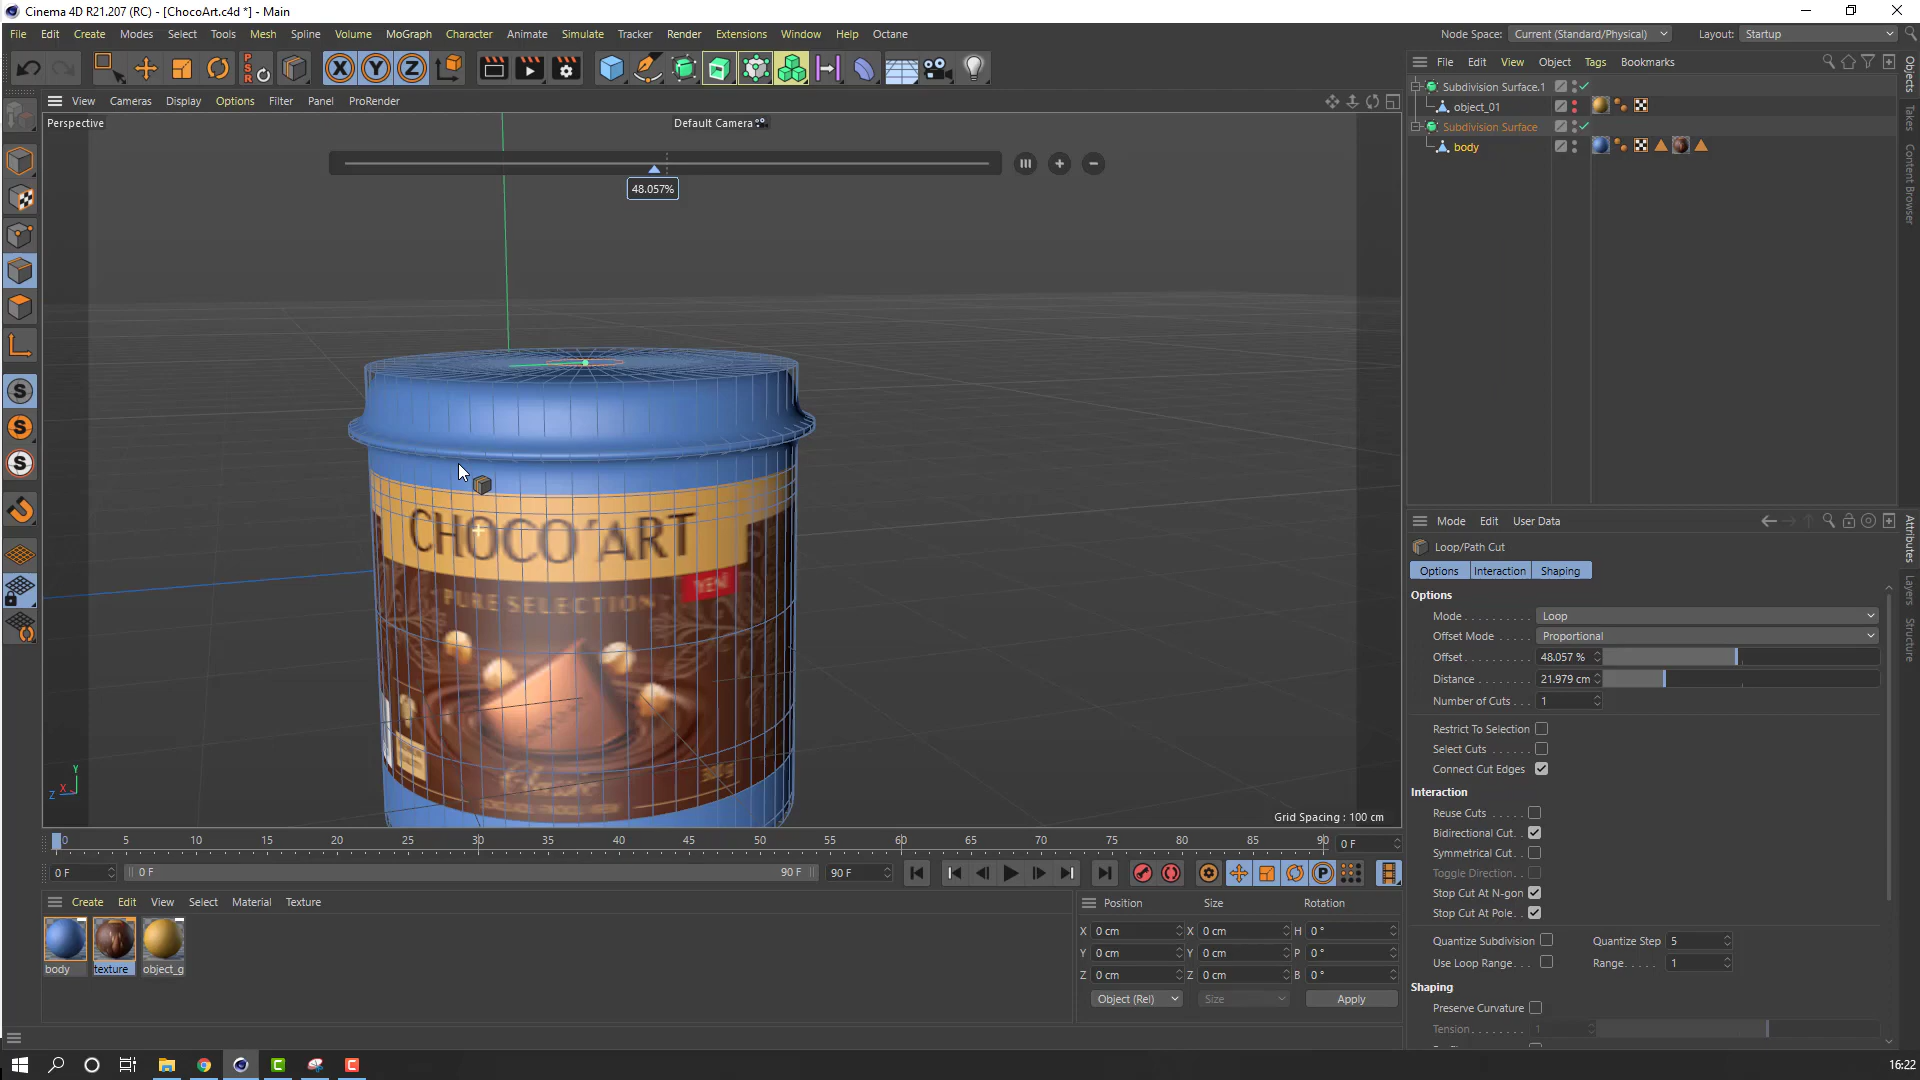 Cinema 4D R21.207 (RC) - [ChocoArt.c4d *] - Main
File Edit Create Modes Select Tools Mesh Spline Volume MoGraph Character Animate Simulate Tracker Render Extensions Window Help Octane
Node Space: Current (Standard/Physical) Layout: Startup
P S R X Y Z
View Cameras Display Options Filter Panel ProRender
File Edit View Object Tags Bookmarks
Perspective
Default Camera
48.057%
Subdivision Surface.1
object_01
Subdivision Surface
body
Objects
Takes
Content Browser
CHOCO´ART
NEW
PURE SELECTION
Grid Spacing : 100 cm
Y
X
Z
S
S
S
Mode Edit User Data
Loop/Path Cut
Options Interaction Shaping
Options
Mode Loop
Offset Mode Proportional
Offset 48.057 %
Distance 21.979 cm
Number of Cuts 1
Restrict To Selection
Select Cuts
Connect Cut Edges
Interaction
Reuse Cuts
Bidirectional Cut
Symmetrical Cut
Toggle Direction
Stop Cut At N-gon
Stop Cut At Pole
Quantize Subdivision Quantize Step 5
Use Loop Range Range 1
Shaping
Preserve Curvature
Tension 1
Attributes
Layers
Structure
0 5 10 15 20 25 30 35 40 45 50 55 60 65 70 75 80 85 90 0 F
0 F 0 F 90 F 90 F P
Create Edit View Select Material Texture
body texture object_g
Position Size Rotation
X 0 cm X 0 cm H 0 °
Y 0 cm Y 0 cm P 0 °
Z 0 cm Z 0 cm B 0 °
Object (Rel) Size Apply
16:22